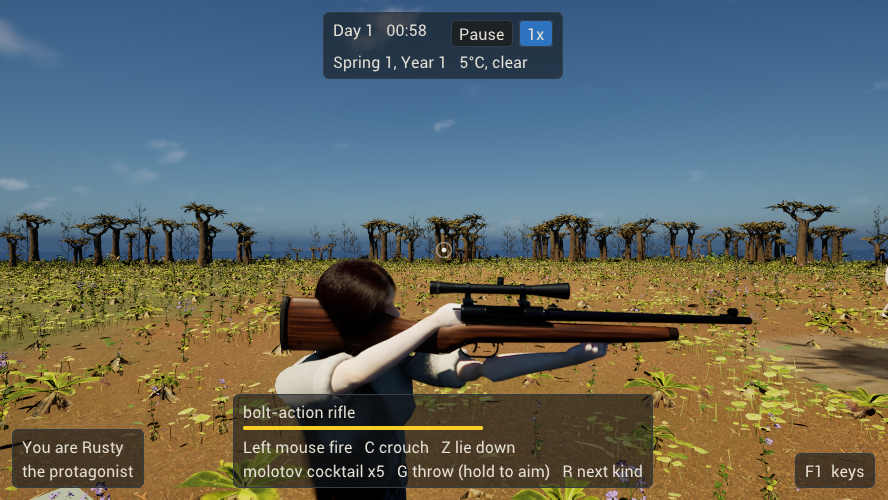 Day 1 00:58 Pause 1x
Spring 1, Year 1 5°C, clear
bolt-action rifle
Left mouse fire C crouch Z lie down
molotov cocktail x5 G throw (hold to aim) R next kind
You are Rusty
the protagonist
F1 keys